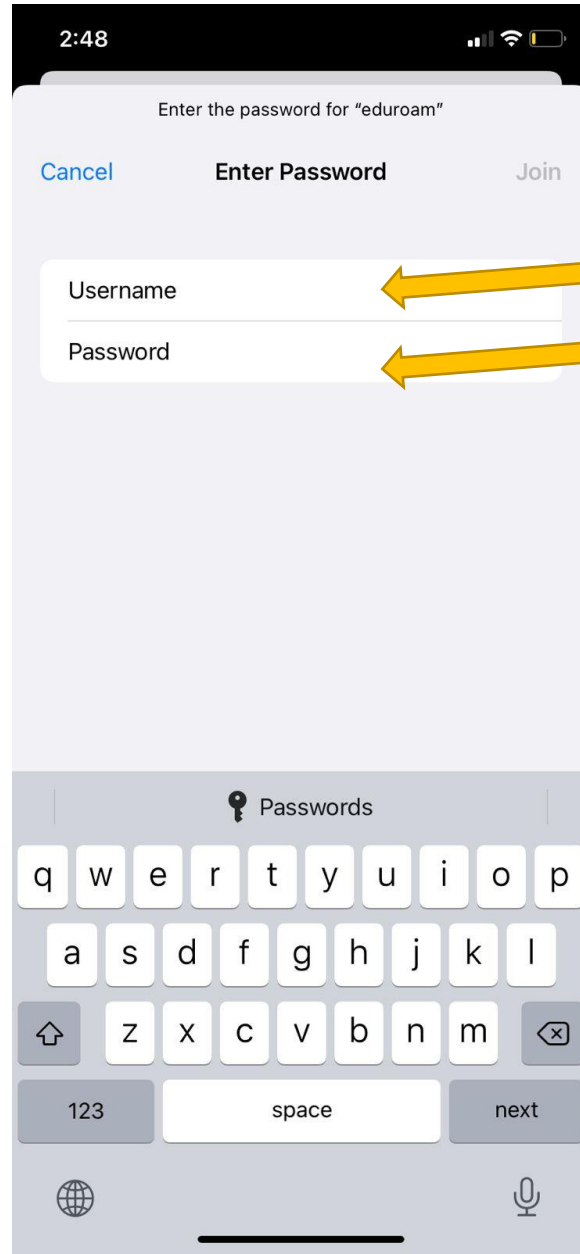 2:48
Enter the password for “eduroam”
Cancel Enter Password Join
Username
Password
Passwords
q w e r t y u i o p
a s d f g h j k l
z x c v b n m
123 space next